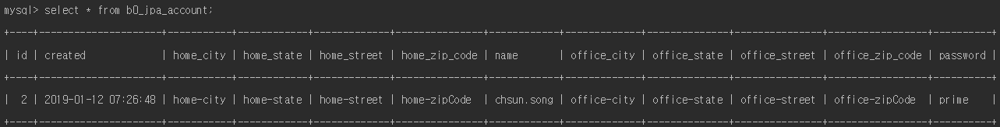 mysql> select * from b0_jpa_account;
+----+---------------------+-----------+------------+-------------+---------------+------------+-------------+--------------+---------------+-----------------+----------+
| id | created             | home_city | home_state | home_street | home_zip_code | name       | office_city | office_state | office_street | office_zip_code | password |
+----+---------------------+-----------+------------+-------------+---------------+------------+-------------+--------------+---------------+-----------------+----------+
|  2 | 2019-01-12 07:26:48 | home-city | home-state | home-street | home-zipCode  | chsun.song | office-city | office-state | office-street | office-zipCode  | prime    |
+----+---------------------+-----------+------------+-------------+---------------+------------+-------------+--------------+---------------+-----------------+----------+